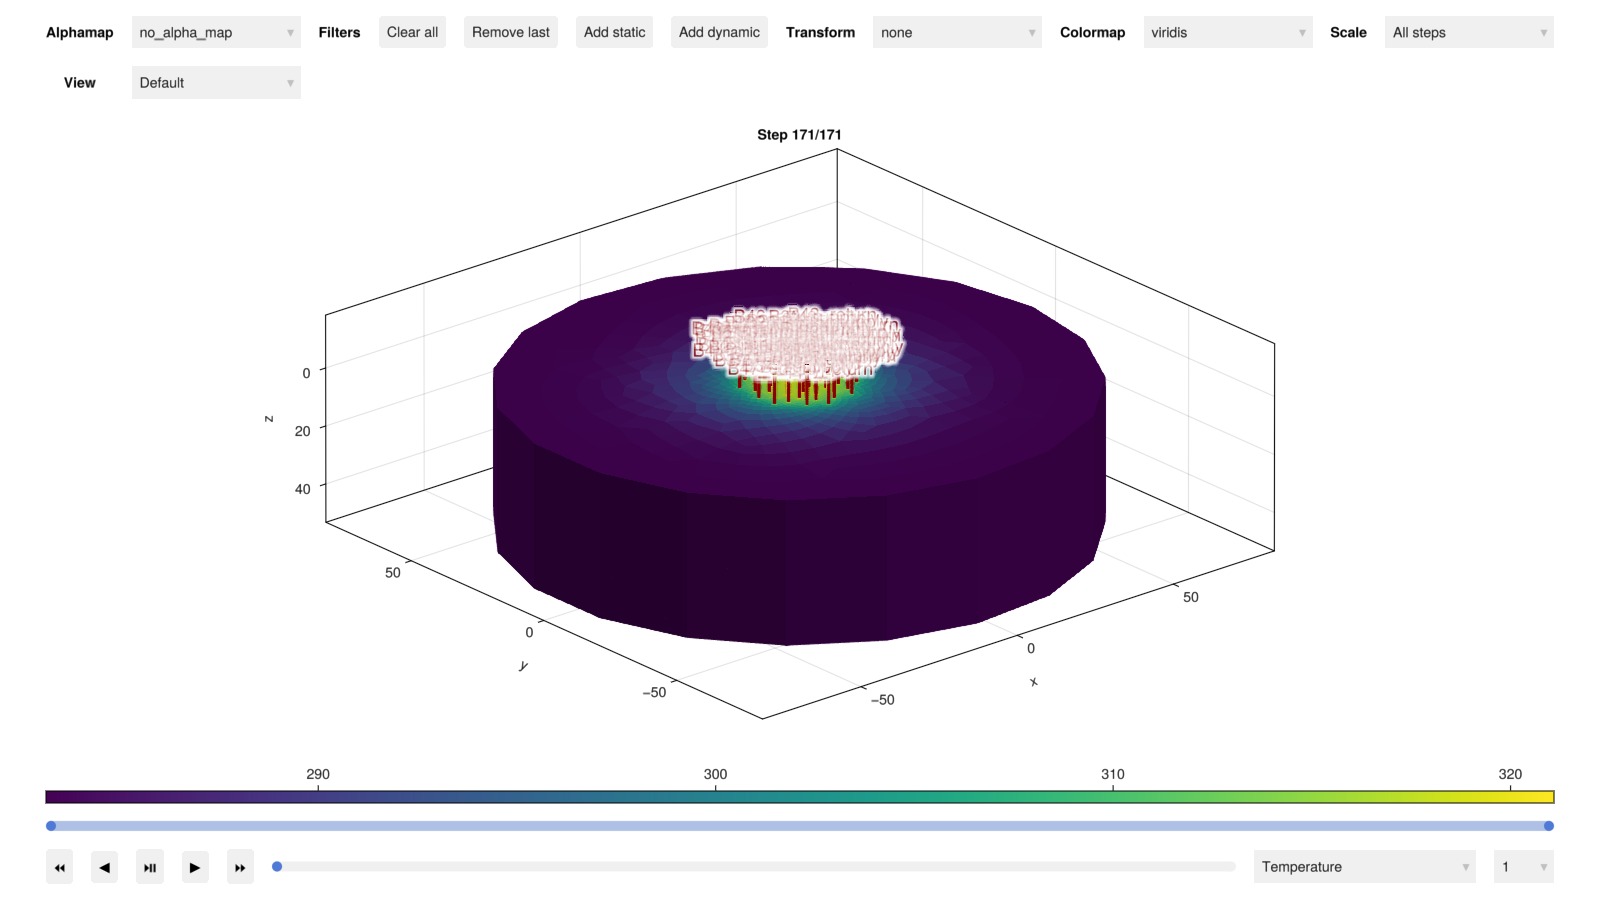 Alphamap no_alpha_map Filters Clear all Remove last Add static Add dynamic Transform none Colormap viridis Scale All steps
View Default
Step 171/171
0
20
40
z
50
0
−50
y
−50
0
50
x
290 300 310 320
Temperature 1